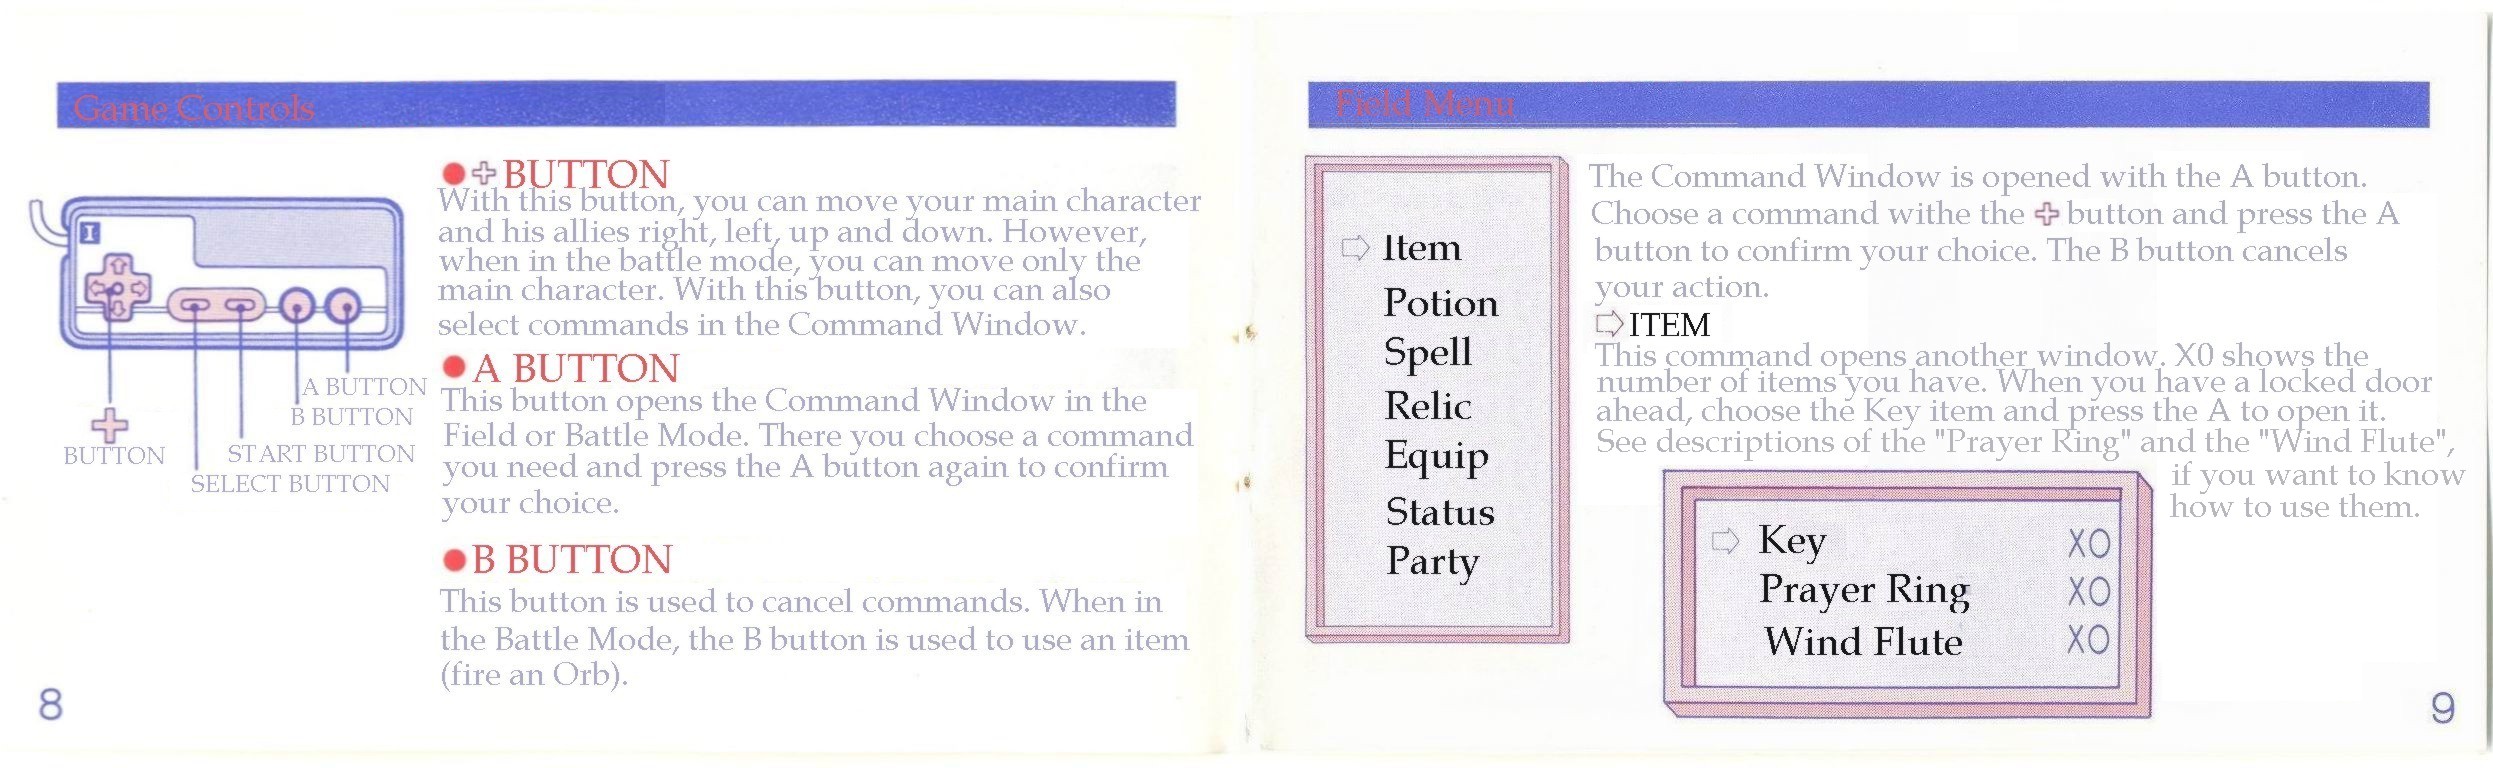 Game Controls
I
A BUTTON
B BUTTON
BUTTON
START BUTTON
SELECT BUTTON
BUTTON
With this button, you can move your main character
and his allies right, left, up and down. However,
when in the battle mode, you can move only the
main character. With this button, you can also
select commands in the Command Window.
A BUTTON
This button opens the Command Window in the
Field or Battle Mode. There you choose a command
you need and press the A button again to confirm
your choice.
B BUTTON
This button is used to cancel commands. When in
the Battle Mode, the B button is used to use an item
(fire an Orb).
8
Field Menu
Item
Potion
Spell
Relic
Equip
Status
Party
The Command Window is opened with the A button.
Choose a command withe the button and press the A
button to confirm your choice. The B button cancels
your action.
ITEM
This command opens another window. X0 shows the
number of items you have. When you have a locked door
ahead, choose the Key item and press the A to open it.
See descriptions of the "Prayer Ring" and the "Wind Flute",
if you want to know
how to use them.
Key X0
Prayer Ring X0
Wind Flute X0
9